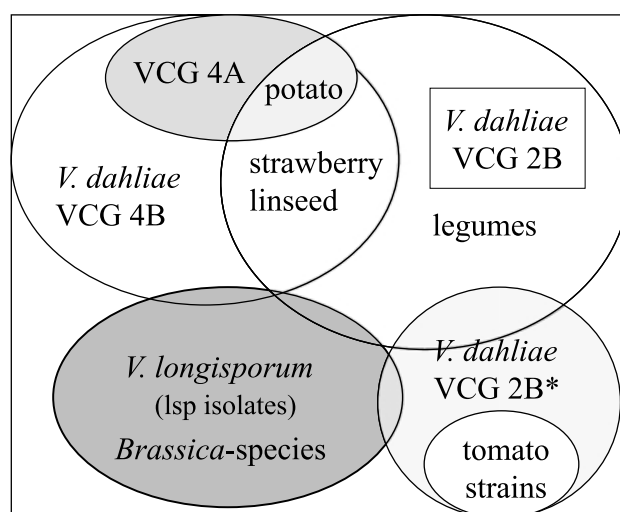 VCG 4A
potato
V. dahliae
VCG 2B
V. dahliae
VCG 4B
strawberry
linseed
legumes
V. longisporum
(lsp isolates)
Brassica-species
V. dahliae
VCG 2B*
tomato
strains